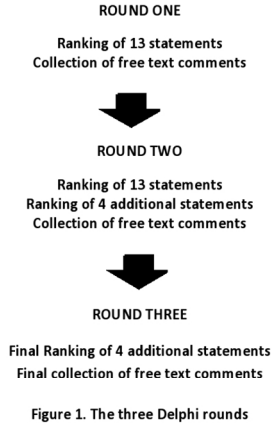 ROUND ONE
Ranking of 13 statements
Collection of free text comments
ROUND TWO
Ranking of 13 statements
Ranking of 4 additional statements
Collection of free text comments
ROUND THREE
Final Ranking of 4 additional statements
Final collection of free text comments
Figure 1. The three Delphi rounds